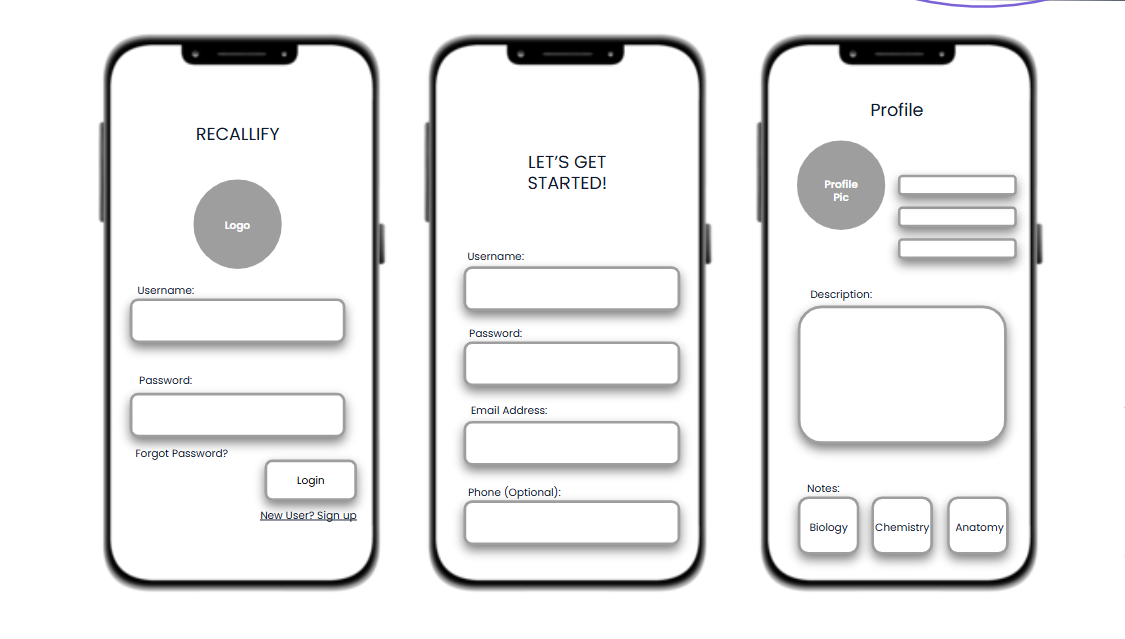 RECALLIFY
Logo
Username:
Password:
Forgot Password?
Login
New User? Sign up
LET’S GET
STARTED!
Username:
Password:
Email Address:
Phone (Optional):
Profile
Profile
Pic
Description:
Notes:
Biology
Chemistry
Anatomy